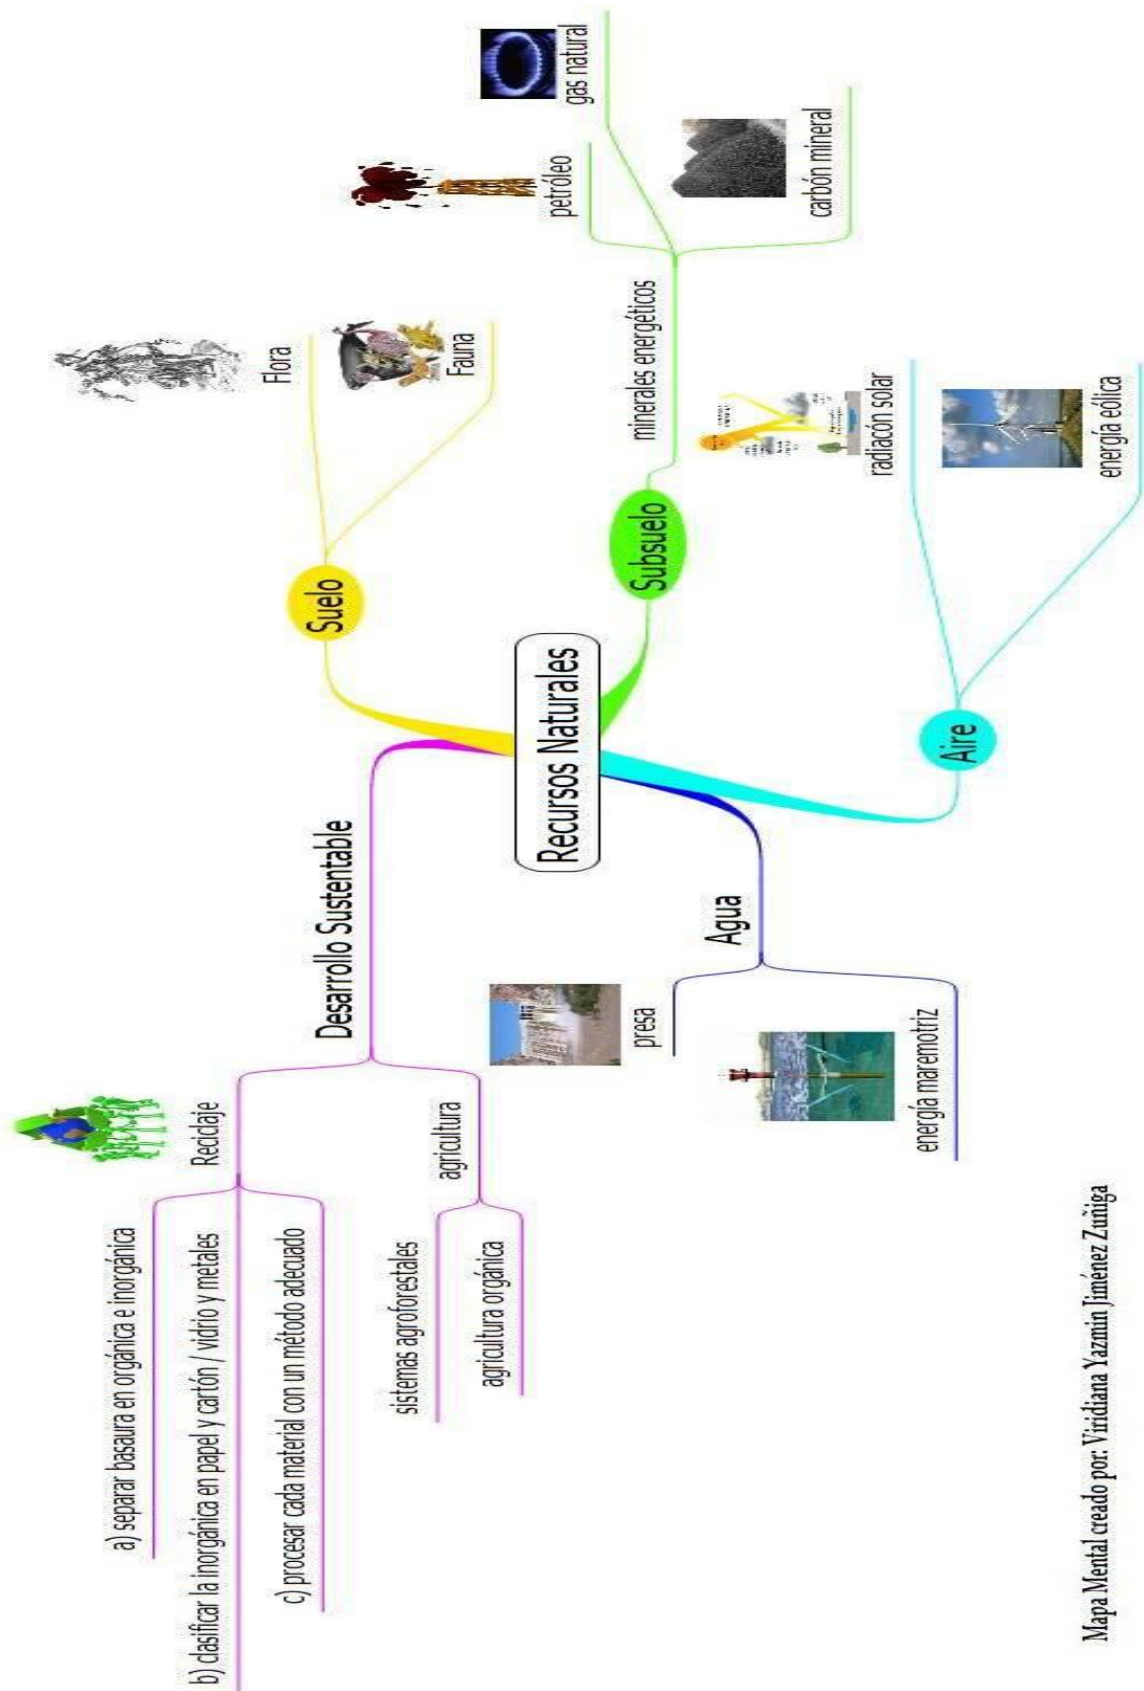 Recursos Naturales
Desarrollo Sustentable
Reciclaje
a) separar basaura en orgánica e inorgánica
b) clasificar la inorgánica en papel y cartón / vidrio y metales
c) procesar cada material con un método adecuado
agricultura
sistemas agroforestales
agricultura orgánica
Agua
presa
energía maremotriz
Suelo
Flora
Fauna
Subsuelo
minerales energéticos
petróleo
gas natural
carbón mineral
Aire
radiacón solar
energía eólica
Mapa Mental creado por: Viridiana Yazmin Jiménez Zuñiga